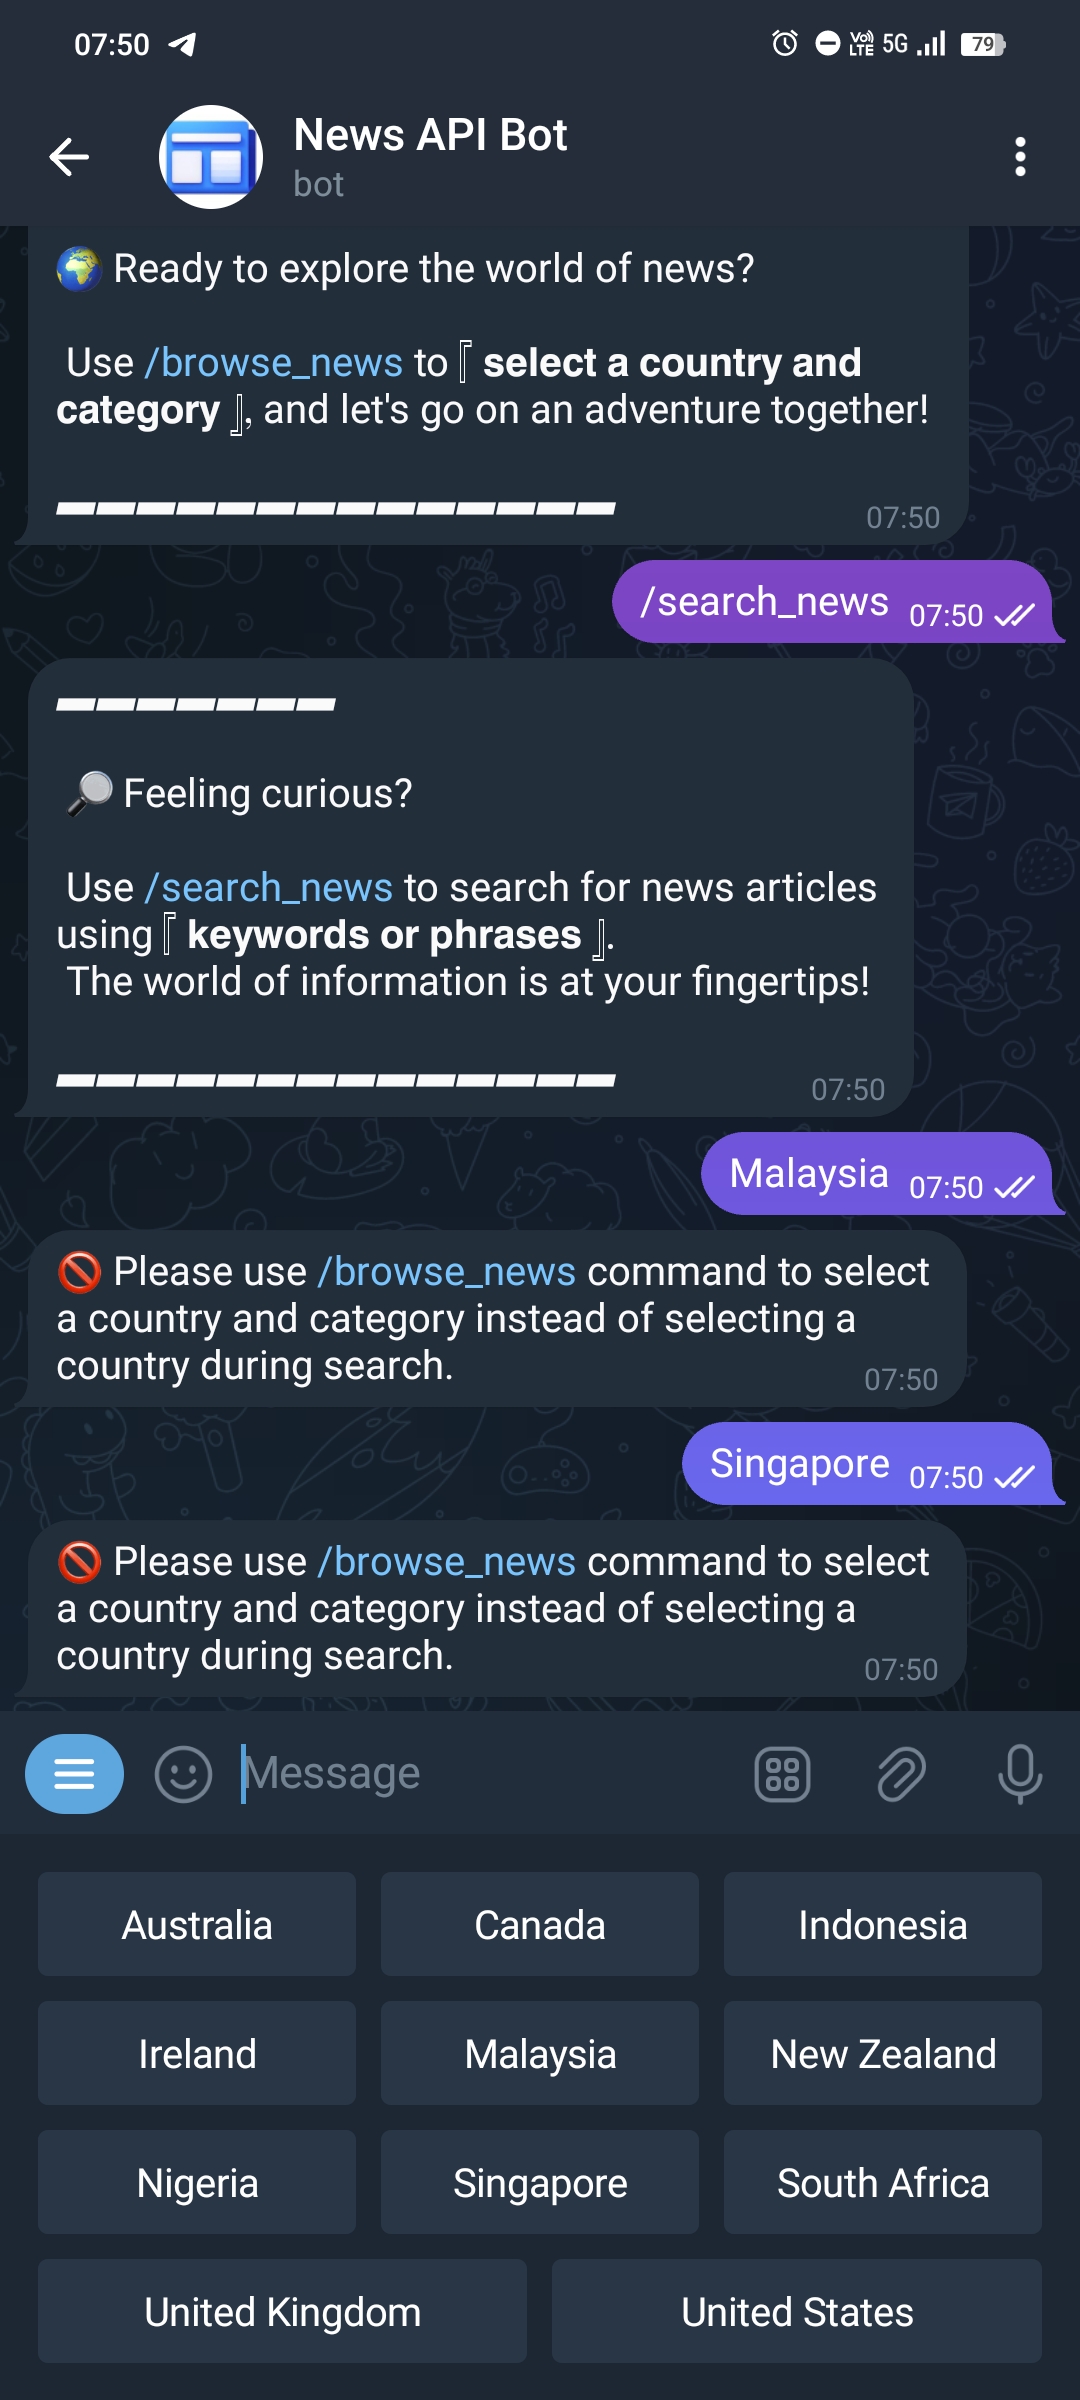 07:50
Vo)) LTE 5G 79
News API Bot
bot
🌍 Ready to explore the world of news?
Use /browse_news to『 select a country and
category 』, and let's go on an adventure together!
▰▰▰▰▰▰▰▰▰▰▰▰▰▰
07:50
/search_news 07:50
▰▰▰▰▰▰▰
🔎 Feeling curious?
Use /search_news to search for news articles
using『 keywords or phrases 』.
The world of information is at your fingertips!
▰▰▰▰▰▰▰▰▰▰▰▰▰▰
07:50
Malaysia 07:50
🚫 Please use /browse_news command to select
a country and category instead of selecting a
country during search.
07:50
Singapore 07:50
🚫 Please use /browse_news command to select
a country and category instead of selecting a
country during search.
07:50
Message
Australia Canada Indonesia
Ireland Malaysia New Zealand
Nigeria Singapore South Africa
United Kingdom United States